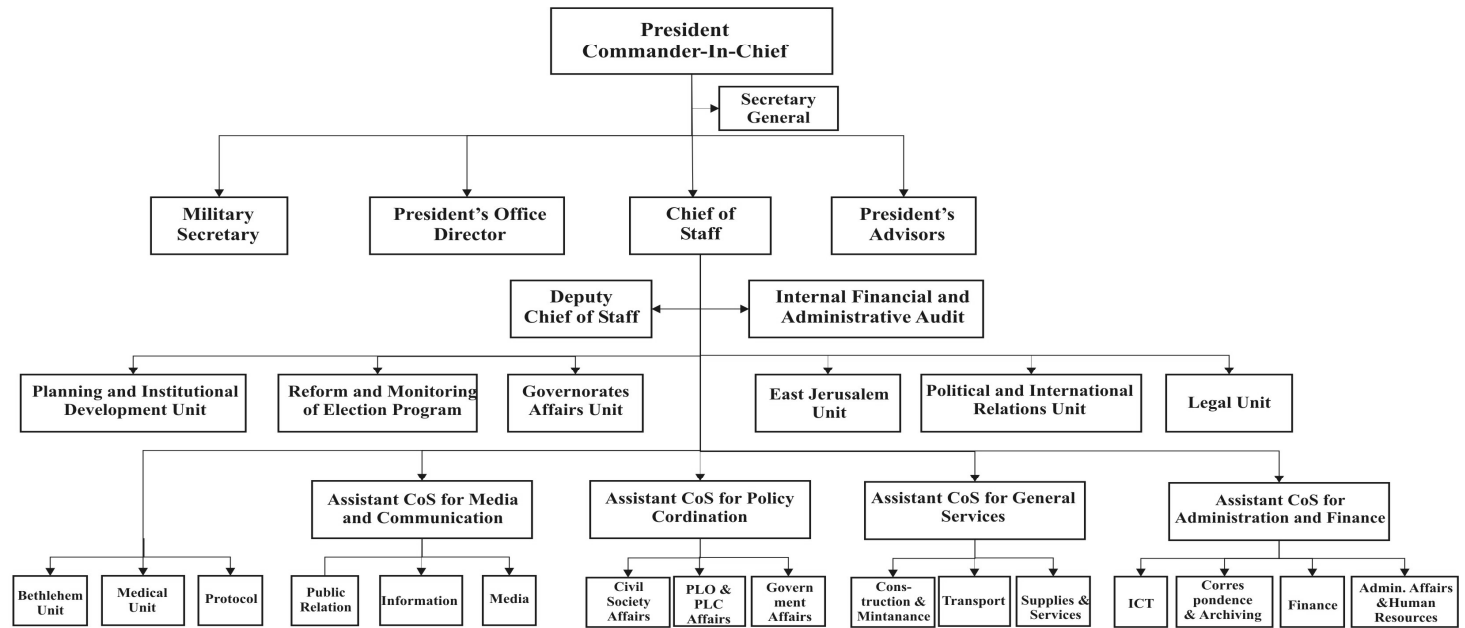 President
Commander-In-Chief
Secretary
General
Military
Secretary
President's Office
Director
Chief of
Staff
President's
Advisors
Deputy
Chief of Staff
Internal Financial and
Administrative Audit
Planning and Institutional
Development Unit
Reform and Monitoring
of Election Program
Governorates
Affairs Unit
East Jerusalem
Unit
Political and International
Relations Unit
Legal Unit
Assistant CoS for Media
and Communication
Assistant CoS for Policy
Cordination
Assistant CoS for General
Services
Assistant CoS for
Administration and Finance
Bethlehem
Unit
Medical
Unit
Protocol
Public
Relation
Information
Media
Civil
Society
Affairs
PLO &
PLC
Affairs
Govern
ment
Affairs
Cons-
truction &
Mintanance
Transport
Supplies &
Services
ICT
Corres
pondence
& Archiving
Finance
Admin. Affairs
&Human
Resources